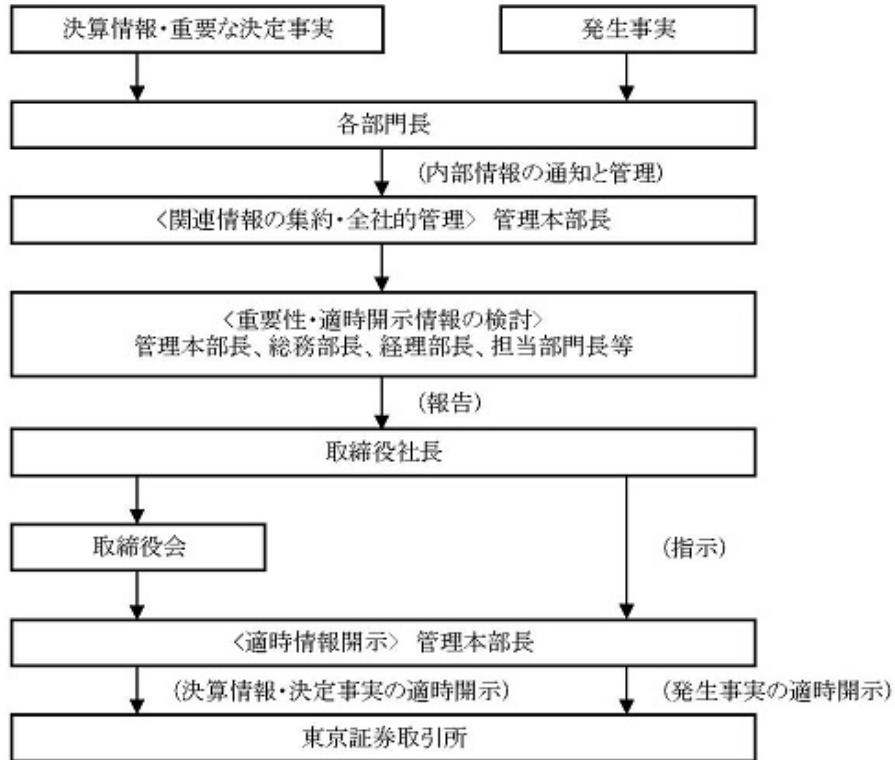 決算情報・重要な決定事実
発生事実
各部門長
(内部情報の通知と管理)
<関連情報の集約・全社的管理> 管理本部長
<重要性・適時開示情報の検討>
管理本部長、総務部長、経理部長、担当部門長等
(報告)
取締役社長
取締役会
(指示)
<適時情報開示> 管理本部長
(決算情報・決定事実の適時開示)
(発生事実の適時開示)
東京証券取引所